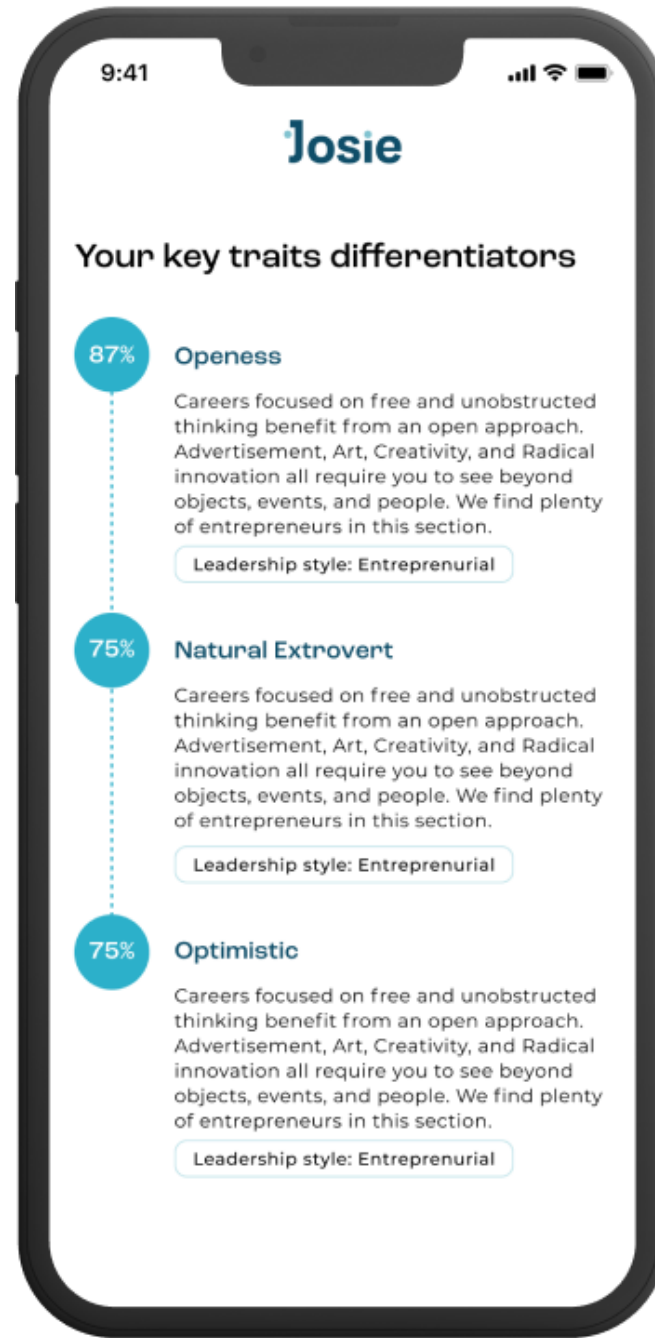 9:41
Josie
Your key traits differentiators
87%
Openess
Careers focused on free and unobstructed
thinking benefit from an open approach.
Advertisement, Art, Creativity, and Radical
innovation all require you to see beyond
objects, events, and people. We find plenty
of entrepreneurs in this section.
Leadership style: Entreprenurial
75%
Natural Extrovert
Careers focused on free and unobstructed
thinking benefit from an open approach.
Advertisement, Art, Creativity, and Radical
innovation all require you to see beyond
objects, events, and people. We find plenty
of entrepreneurs in this section.
Leadership style: Entreprenurial
75%
Optimistic
Careers focused on free and unobstructed
thinking benefit from an open approach.
Advertisement, Art, Creativity, and Radical
innovation all require you to see beyond
objects, events, and people. We find plenty
of entrepreneurs in this section.
Leadership style: Entreprenurial